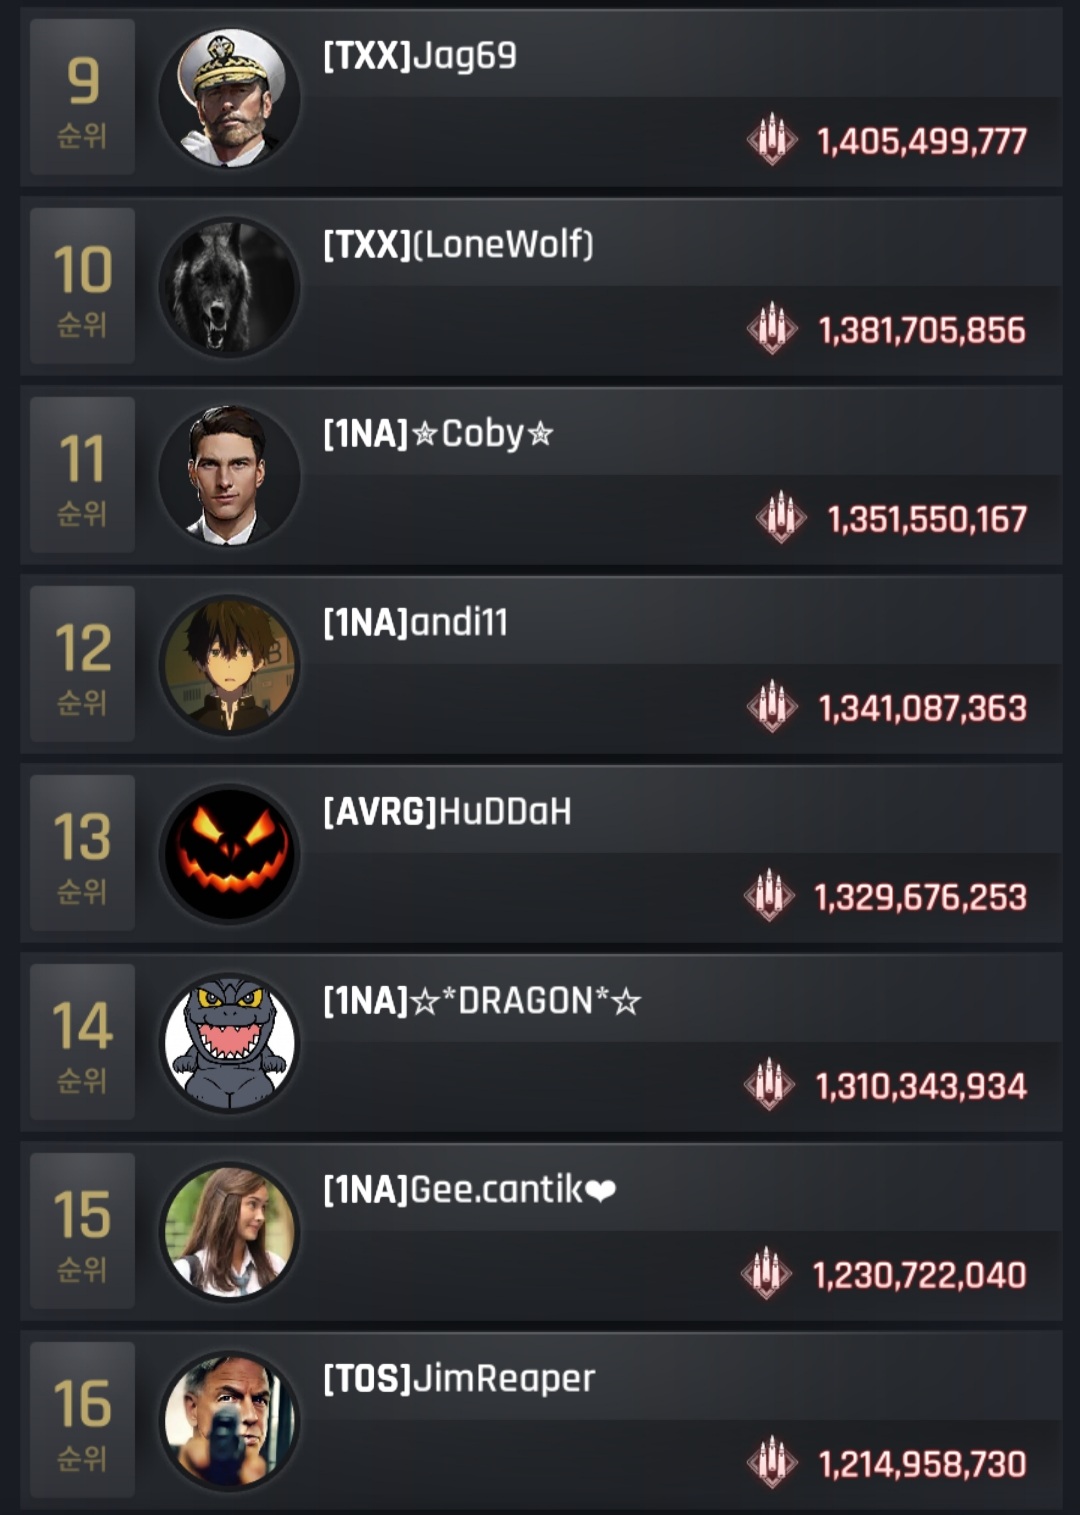 9
순위
[TXX]Jag69
1,405,499,777
10
순위
[TXX](LoneWolf)
1,381,705,856
11
순위
[1NA]✯Coby✯
1,351,550,167
12
순위
[1NA]andi11
1,341,087,363
13
순위
[AVRG]HuDDaH
1,329,676,253
14
순위
[1NA]☆*DRAGON*☆
1,310,343,934
15
순위
[1NA]Gee.cantik❤
1,230,722,040
16
순위
[TOS]JimReaper
1,214,958,730